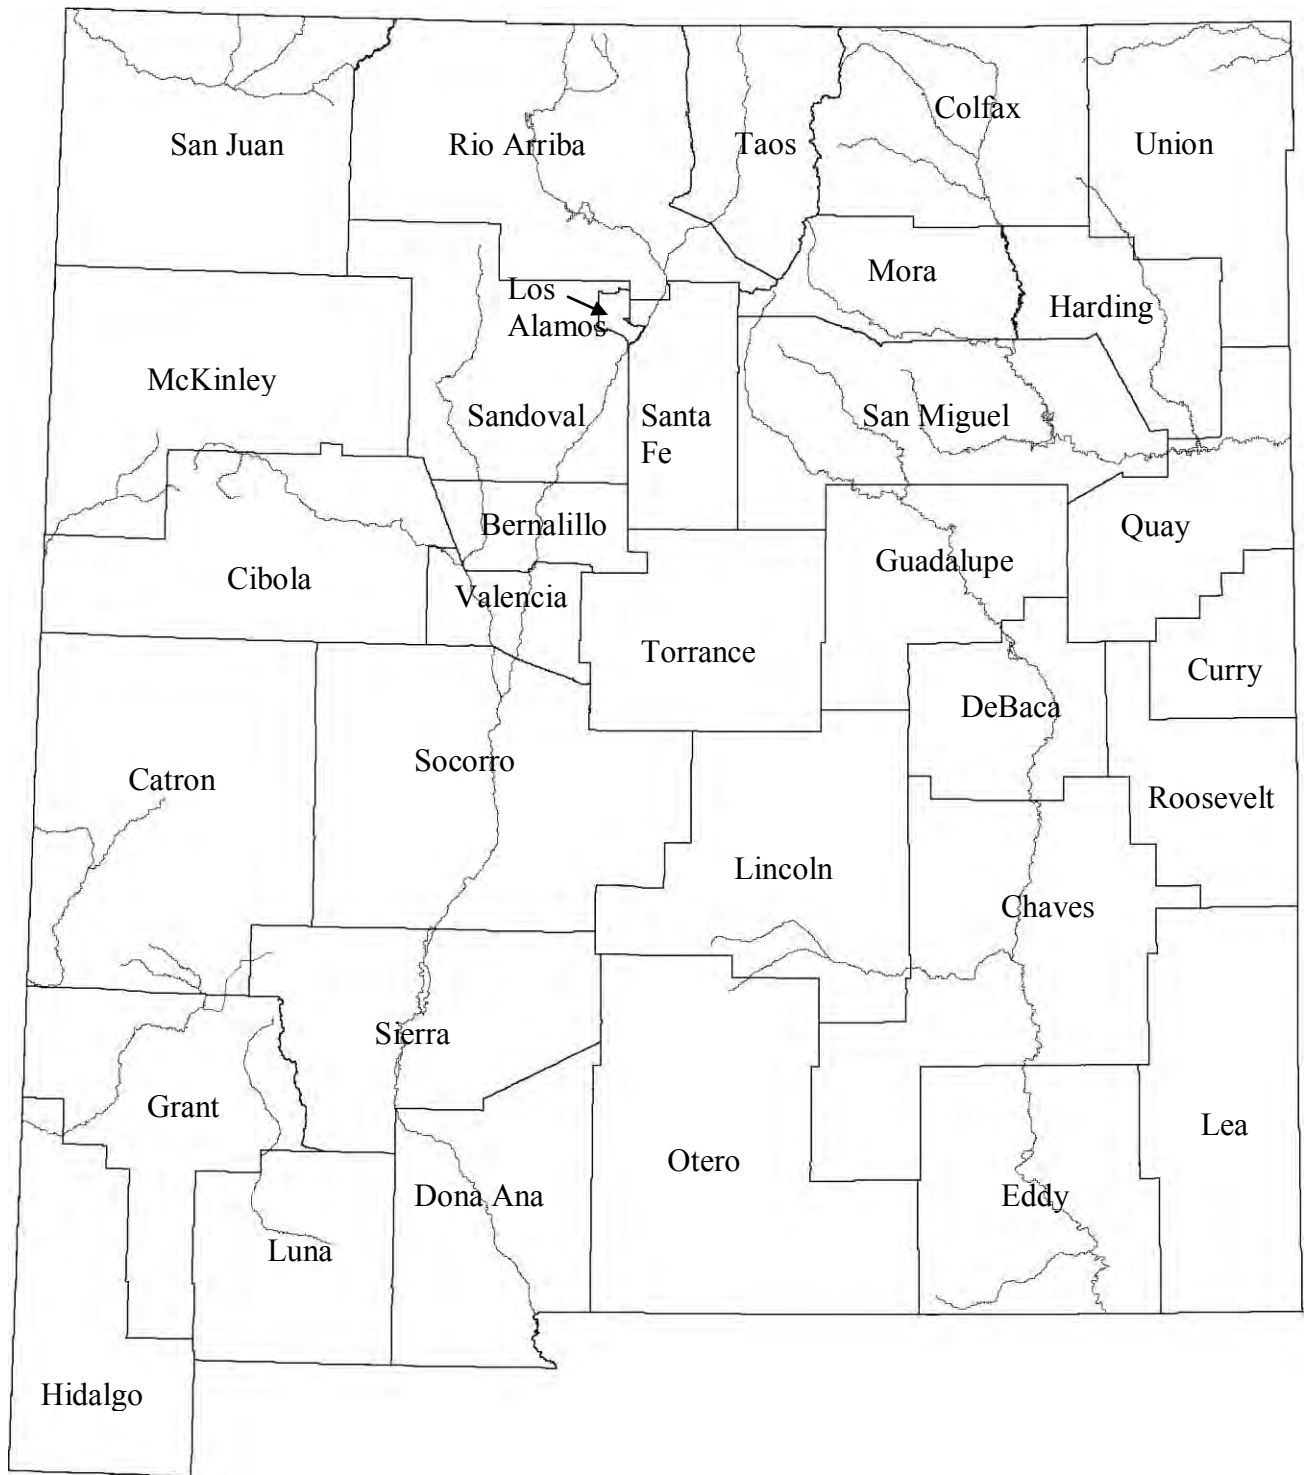 Colfax
San Juan
Rio Arriba
Taos
Union
Mora
Los
Alamos
Harding
McKinley
Sandoval
Santa
Fe
San Miguel
Bernalillo
Quay
Guadalupe
Cibola
Valencia
Torrance
Curry
DeBaca
Socorro
Catron
Roosevelt
Lincoln
Chaves
Sierra
Grant
Lea
Otero
Dona Ana
Eddy
Luna
Hidalgo